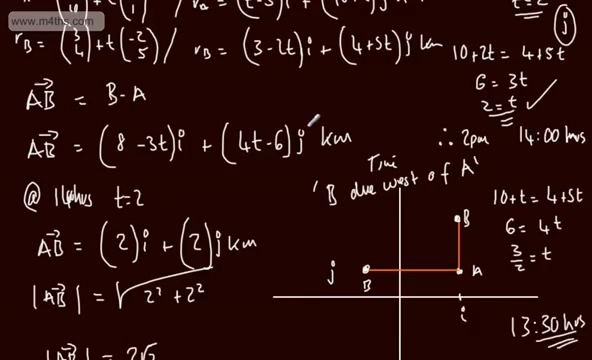 www.m4ths.com
r_B = (3 4) + t(-2 5) / r_B = (3-2t)i + (4+5t)j km
j
10+2t = 4+5t
6 = 3t
2 = t ✓
∴ 2pm 14:00 hrs
AB = B-A
AB = (8-3t)i + (4t-6)j km
Time
'B due west of A'
@ 14hrs t=2
AB = (2)i + (2)j km
|AB| = √2²+2²
|AB| = 2√2
10+t = 4+5t
6 = 4t
3/2 = t
13:30 hrs
B
j
B
A
i